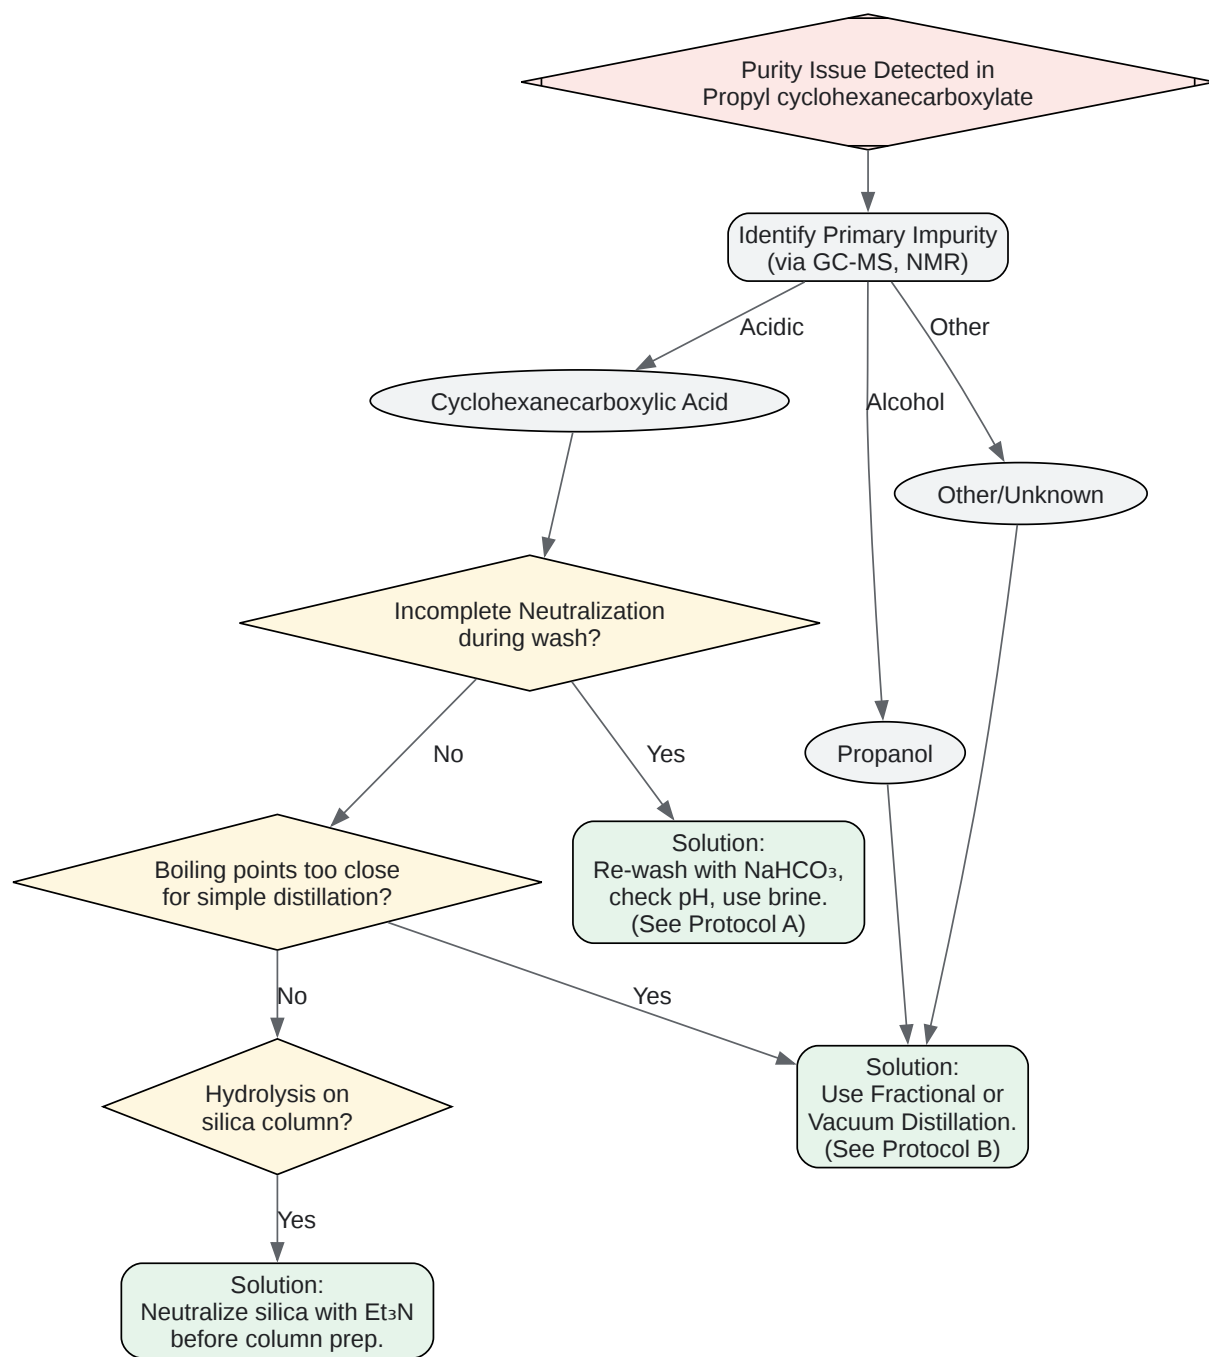 Purity Issue Detected in
Propyl cyclohexanecarboxylate
Identify Primary Impurity
(via GC-MS, NMR)
Acidic
Other
Alcohol
Cyclohexanecarboxylic Acid
Other/Unknown
Incomplete Neutralization
during wash?
No
Yes
Propanol
Solution:
Re-wash with NaHCO₃,
check pH, use brine.
(See Protocol A)
Boiling points too close
for simple distillation?
No
Yes
Hydrolysis on
silica column?
Solution:
Use Fractional or
Vacuum Distillation.
(See Protocol B)
Yes
Solution:
Neutralize silica with Et₃N
before column prep.